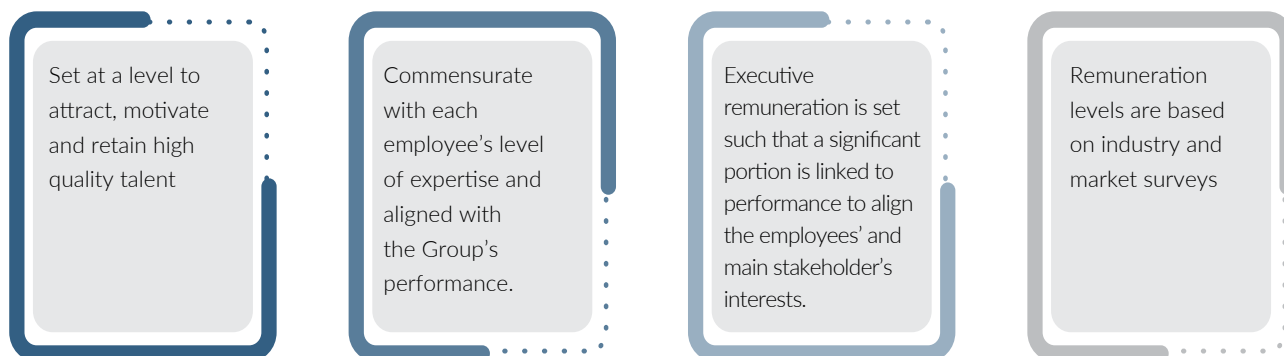 Set at a level to
attract, motivate
and retain high
quality talent
Commensurate
with each
employee’s level
of expertise and
aligned with
the Group’s
performance.
Executive
remuneration is set
such that a significant
portion is linked to
performance to align
the employees’ and
main stakeholder’s
interests.
Remuneration
levels are based
on industry and
market surveys